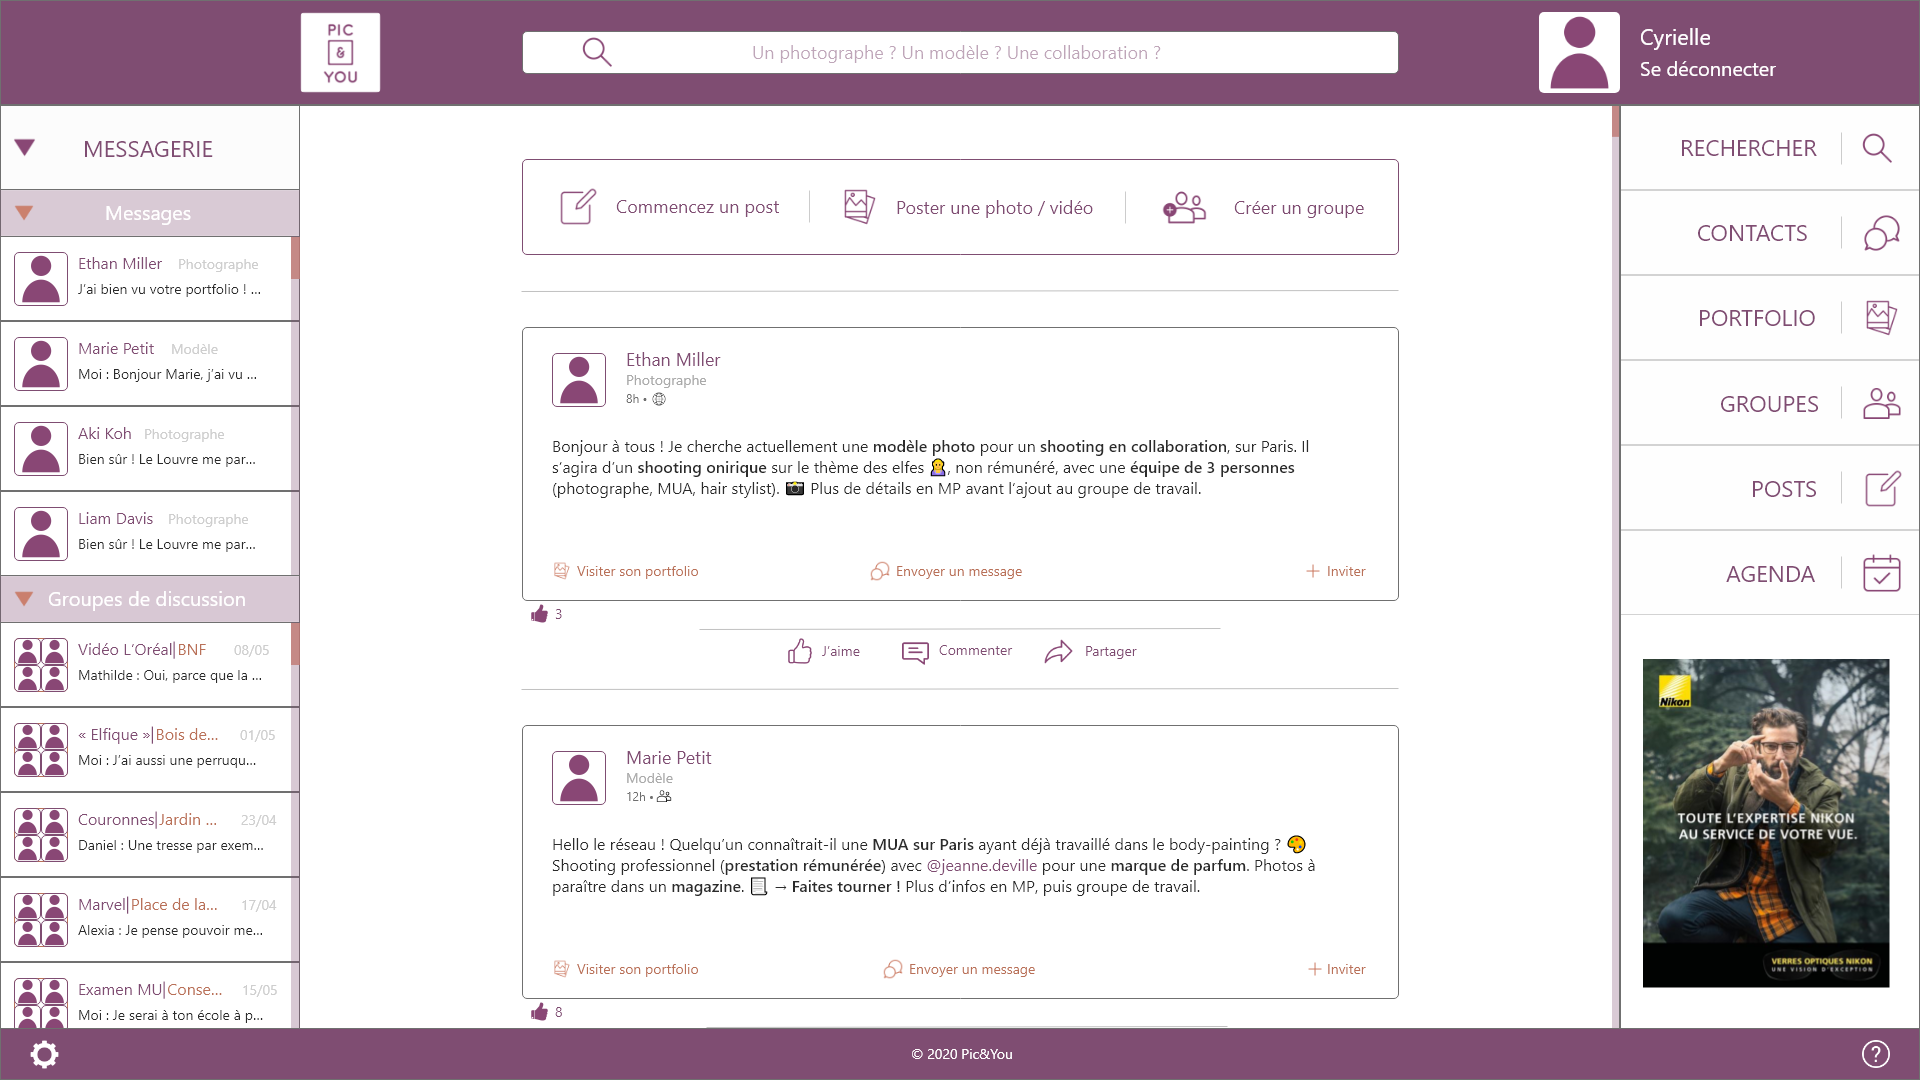 PIC
&
YOU
Un photographe ? Un modèle ? Une collaboration ?
Cyrielle
Se déconnecter
MESSAGERIE
Messages
Ethan Miller Photographe
J’ai bien vu votre portfolio ! ...
Marie Petit Modèle
Moi : Bonjour Marie, j’ai vu ...
Aki Koh Photographe
Bien sûr ! Le Louvre me par...
Liam Davis Photographe
Bien sûr ! Le Louvre me par...
Groupes de discussion
Vidéo L’Oréal|BNF 08/05
Mathilde : Oui, parce que la ...
« Elfique »|Bois de... 01/05
Moi : J’ai aussi une perruqu...
Couronnes|Jardin ... 23/04
Daniel : Une tresse par exem...
Marvel|Place de la... 17/04
Alexia : Je pense pouvoir me...
Examen MU|Conse... 15/05
Moi : Je serai à ton école à p...
Commencez un post
Poster une photo / vidéo
Créer un groupe
Ethan Miller
Photographe
8h •
Bonjour à tous ! Je cherche actuellement une modèle photo pour un shooting en collaboration, sur Paris. Il
s’agira d’un shooting onirique sur le thème des elfes 🧝‍♀️, non rémunéré, avec une équipe de 3 personnes
(photographe, MUA, hair stylist). 📸 Plus de détails en MP avant l’ajout au groupe de travail.
Visiter son portfolio
Envoyer un message
Inviter
3
J’aime
Commenter
Partager
Marie Petit
Modèle
12h •
Hello le réseau ! Quelqu’un connaîtrait-il une MUA sur Paris ayant déjà travaillé dans le body-painting ? 🎨
Shooting professionnel (prestation rémunérée) avec @jeanne.deville pour une marque de parfum. Photos à
paraître dans un magazine. 📃 → Faites tourner ! Plus d’infos en MP, puis groupe de travail.
Visiter son portfolio
Envoyer un message
Inviter
8
RECHERCHER
CONTACTS
PORTFOLIO
GROUPES
POSTS
AGENDA
Nikon
TOUTE L’EXPERTISE NIKON
AU SERVICE DE VOTRE VUE.
VERRES OPTIQUES NIKON
UNE VISION D’EXCEPTION
© 2020 Pic&You
?